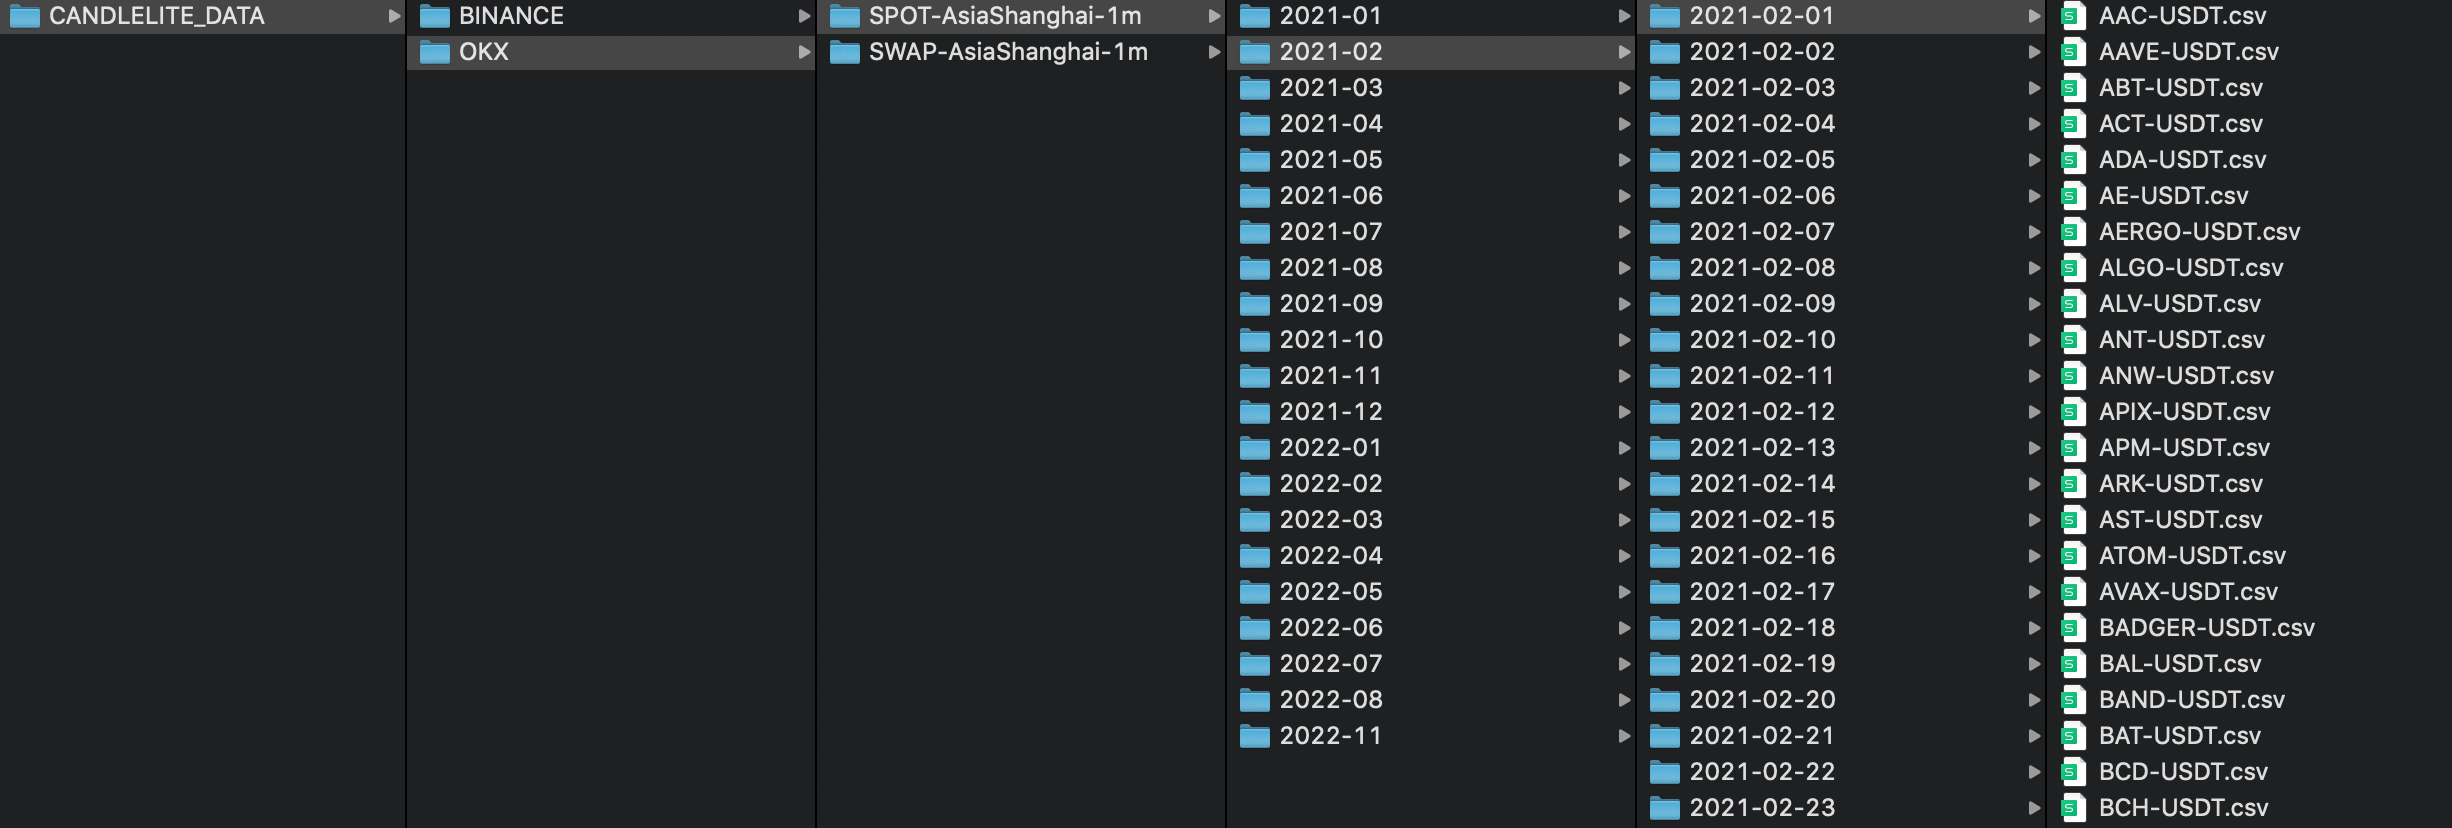 CANDLELITE_DATA
BINANCE
OKX
SPOT-AsiaShanghai-1m
SWAP-AsiaShanghai-1m
2021-01
2021-02
2021-03
2021-04
2021-05
2021-06
2021-07
2021-08
2021-09
2021-10
2021-11
2021-12
2022-01
2022-02
2022-03
2022-04
2022-05
2022-06
2022-07
2022-08
2022-11
2021-02-01
2021-02-02
2021-02-03
2021-02-04
2021-02-05
2021-02-06
2021-02-07
2021-02-08
2021-02-09
2021-02-10
2021-02-11
2021-02-12
2021-02-13
2021-02-14
2021-02-15
2021-02-16
2021-02-17
2021-02-18
2021-02-19
2021-02-20
2021-02-21
2021-02-22
2021-02-23
AAC-USDT.csv
AAVE-USDT.csv
ABT-USDT.csv
ACT-USDT.csv
ADA-USDT.csv
AE-USDT.csv
AERGO-USDT.csv
ALGO-USDT.csv
ALV-USDT.csv
ANT-USDT.csv
ANW-USDT.csv
APIX-USDT.csv
APM-USDT.csv
ARK-USDT.csv
AST-USDT.csv
ATOM-USDT.csv
AVAX-USDT.csv
BADGER-USDT.csv
BAL-USDT.csv
BAND-USDT.csv
BAT-USDT.csv
BCD-USDT.csv
BCH-USDT.csv